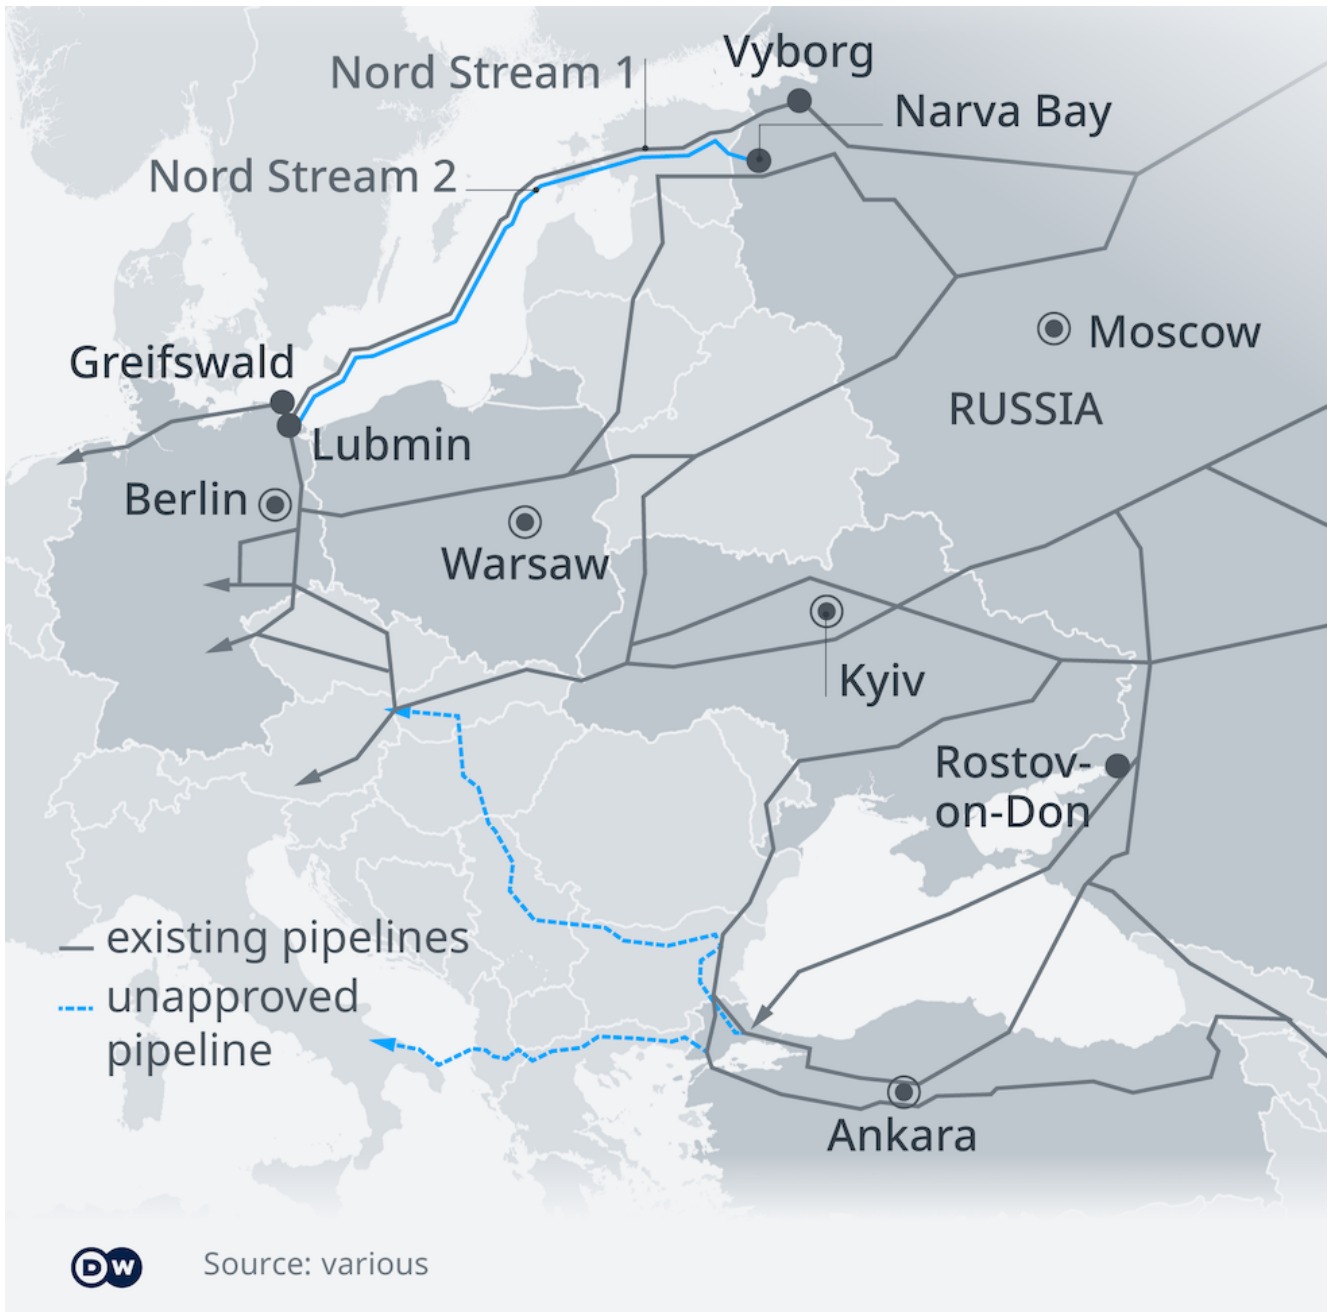 Vyborg
Nord Stream 1
Narva Bay
Nord Stream 2
Moscow
Greifswald
RUSSIA
Lubmin
Berlin
Warsaw
Kyiv
Rostov-
on-Don
existing pipelines
unapproved
pipeline
Ankara
DW
Source: various